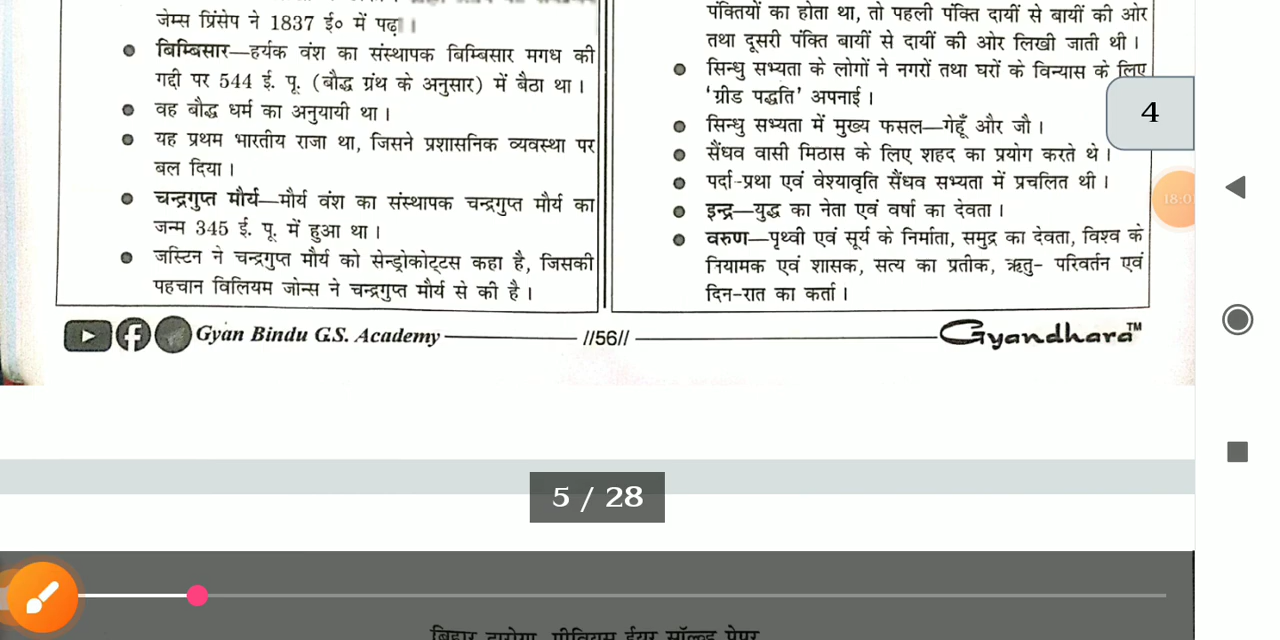 जेम्स प्रिंसेप ने 1837 ई० में पढ़ा।
बिम्बिसार—हर्यक वंश का संस्थापक बिम्बिसार मगध की
गद्दी पर 544 ई. पू. (बौद्ध ग्रंथ के अनुसार) में बैठा था।
वह बौद्ध धर्म का अनुयायी था।
यह प्रथम भारतीय राजा था, जिसने प्रशासनिक व्यवस्था पर
बल दिया।
चन्द्रगुप्त मौर्य—मौर्य वंश का संस्थापक चन्द्रगुप्त मौर्य का
जन्म 345 ई. पू. में हुआ था।
जस्टिन ने चन्द्रगुप्त मौर्य को सेन्ड्रोकोट्टस कहा है, जिसकी
पहचान विलियम जोन्स ने चन्द्रगुप्त मौर्य से की है।
पंक्तियों का होता था, तो पहली पंक्ति दायीं से बायीं की ओर
तथा दूसरी पंक्ति बायीं से दायीं की ओर लिखी जाती थी।
सिन्धु सभ्यता के लोगों ने नगरों तथा घरों के विन्यास के लिए
‘ग्रीड पद्धति’ अपनाई।
सिन्धु सभ्यता में मुख्य फसल—गेहूँ और जौ।
सैंधव वासी मिठास के लिए शहद का प्रयोग करते थे।
पर्दा-प्रथा एवं वेश्यावृति सैंधव सभ्यता में प्रचलित थी।
इन्द्र—युद्ध का नेता एवं वर्षा का देवता।
वरुण—पृथ्वी एवं सूर्य के निर्माता, समुद्र का देवता, विश्व के
नियामक एवं शासक, सत्य का प्रतीक, ऋतु- परिवर्तन एवं
दिन-रात का कर्ता।
4
18:0
Gyan Bindu G.S. Academy
//56//
Gyandhara™
5 / 28
बिहार दारोगा प्रीवियस ईयर सॉल्व्ड पेपर